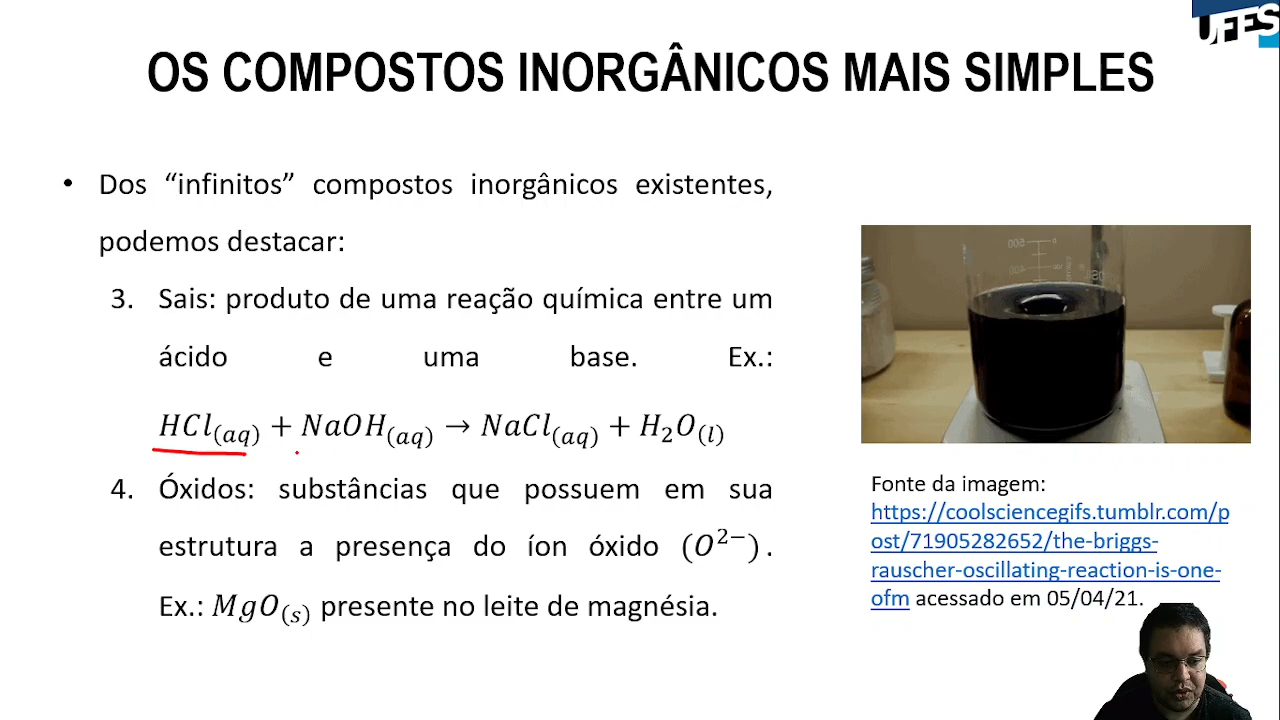 UFES
OS COMPOSTOS INORGÂNICOS MAIS SIMPLES
• Dos “infinitos” compostos inorgânicos existentes,
podemos destacar:
3. Sais: produto de uma reação química entre um
ácido e uma base. Ex.:
HCl(aq) + NaOH(aq) → NaCl(aq) + H₂O(l)
4. Óxidos: substâncias que possuem em sua
estrutura a presença do íon óxido (O²⁻).
Ex.: MgO(s) presente no leite de magnésia.
500
Fonte da imagem:
https://coolsciencegifs.tumblr.com/p
ost/71905282652/the-briggs-
rauscher-oscillating-reaction-is-one-
ofm acessado em 05/04/21.